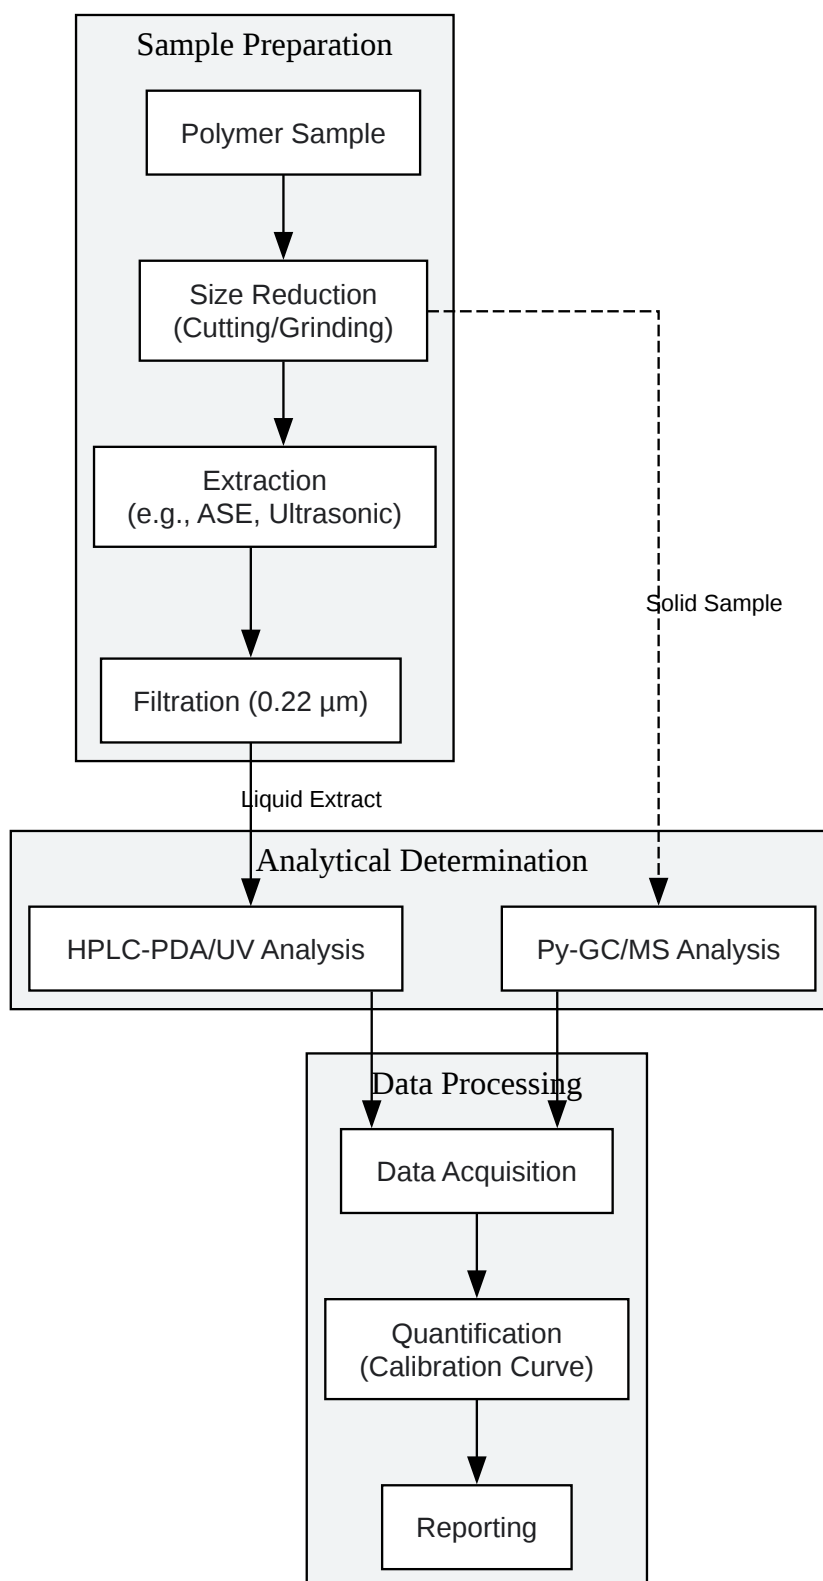 Sample Preparation
Polymer Sample
Size Reduction
(Cutting/Grinding)
Extraction
(e.g., ASE, Ultrasonic)
Solid Sample
Filtration (0.22 µm)
Liquid Extract
Analytical Determination
HPLC-PDA/UV Analysis
Py-GC/MS Analysis
Data Processing
Data Acquisition
Quantification
(Calibration Curve)
Reporting